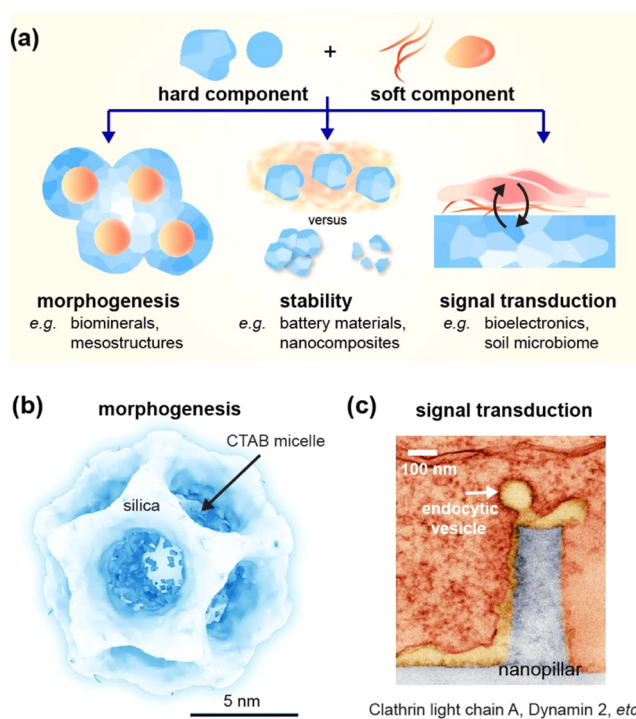 (a)
+
hard component
soft component
versus
morphogenesis
stability
signal transduction
e.g. biominerals,
mesostructures
e.g. battery materials,
nanocomposites
e.g. bioelectronics,
soil microbiome
(b)
morphogenesis
CTAB micelle
silica
5 nm
(c)
signal transduction
100 nm
endocytic
vesicle
nanopillar
Clathrin light chain A, Dynamin 2, etc